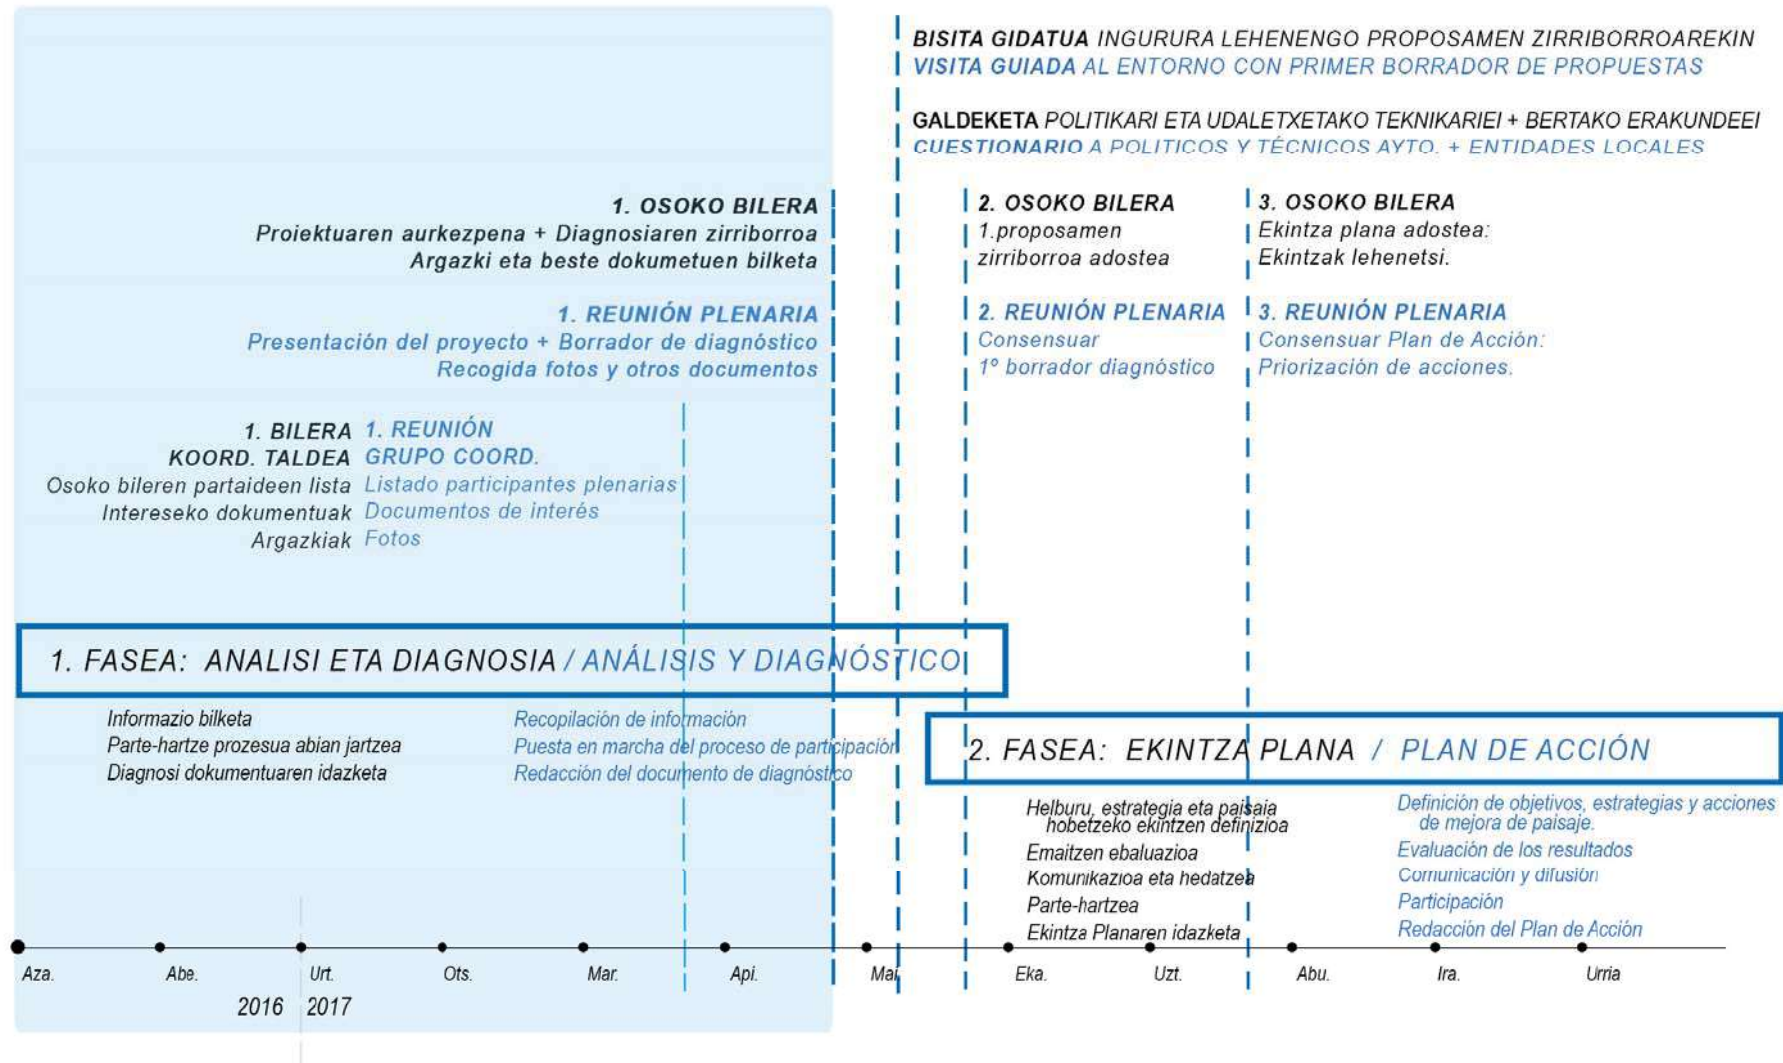 BISITA GIDATUA INGURURA LEHENENGO PROPOSAMEN ZIRRIBORROAREKIN
VISITA GUIADA AL ENTORNO CON PRIMER BORRADOR DE PROPUESTAS
GALDEKETA POLITIKARI ETA UDALETXETAKO TEKNIKARIEI + BERTAKO ERAKUNDEEI
CUESTIONARIO A POLITICOS Y TÉCNICOS AYTO. + ENTIDADES LOCALES
1. OSOKO BILERA
Proiektuaren aurkezpena + Diagnosiaren zirriborroa
Argazki eta beste dokumetuen bilketa
1. REUNIÓN PLENARIA
Presentación del proyecto + Borrador de diagnóstico
Recogida fotos y otros documentos
2. OSOKO BILERA
1.proposamen
zirriborroa adostea
2. REUNIÓN PLENARIA
Consensuar
1º borrador diagnóstico
3. OSOKO BILERA
Ekintza plana adostea:
Ekintzak lehenetsi.
3. REUNIÓN PLENARIA
Consensuar Plan de Acción:
Priorización de acciones.
1. BILERA
KOORD. TALDEA
Osoko bileren partaideen lista
Intereseko dokumentuak
Argazkiak
1. REUNIÓN
GRUPO COORD.
Listado participantes plenarias
Documentos de interés
Fotos
1. FASEA: ANALISI ETA DIAGNOSIA / ANÁLISIS Y DIAGNÓSTICO
Informazio bilketa
Parte-hartze prozesua abian jartzea
Diagnosi dokumentuaren idazketa
Recopilación de información
Puesta en marcha del proceso de participación
Redacción del documento de diagnóstico
2. FASEA: EKINTZA PLANA / PLAN DE ACCIÓN
Helburu, estrategia eta paisaia
hobetzeko ekintzen definizioa
Emaitzen ebaluazioa
Komunikazioa eta hedatzea
Parte-hartzea
Ekintza Planaren idazketa
Definición de objetivos, estrategias y acciones
de mejora de paisaje.
Evaluación de los resultados
Comunicación y difusión
Participación
Redacción del Plan de Acción
Aza. Abe. Urt. Ots. Mar. Api. Mai. Eka. Uzt. Abu. Ira. Urria
2016 2017